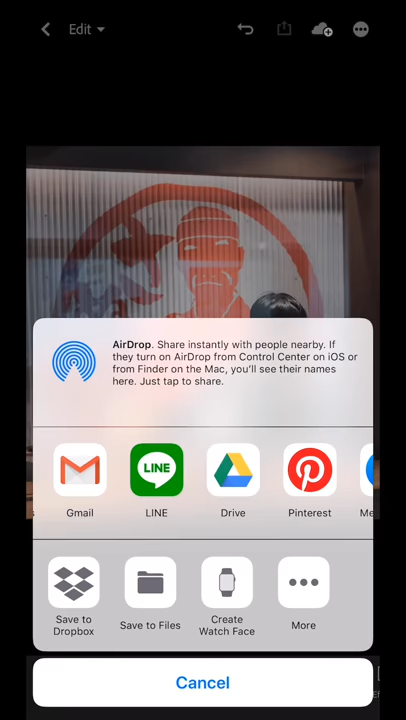 Edit
AirDrop. Share instantly with people nearby. If
they turn on AirDrop from Control Center on iOS or
from Finder on the Mac, you'll see their names
here. Just tap to share.
LINE
Gmail
LINE
Drive
Pinterest
Me
Save to
Dropbox
Save to Files
Create
Watch Face
More
Cancel